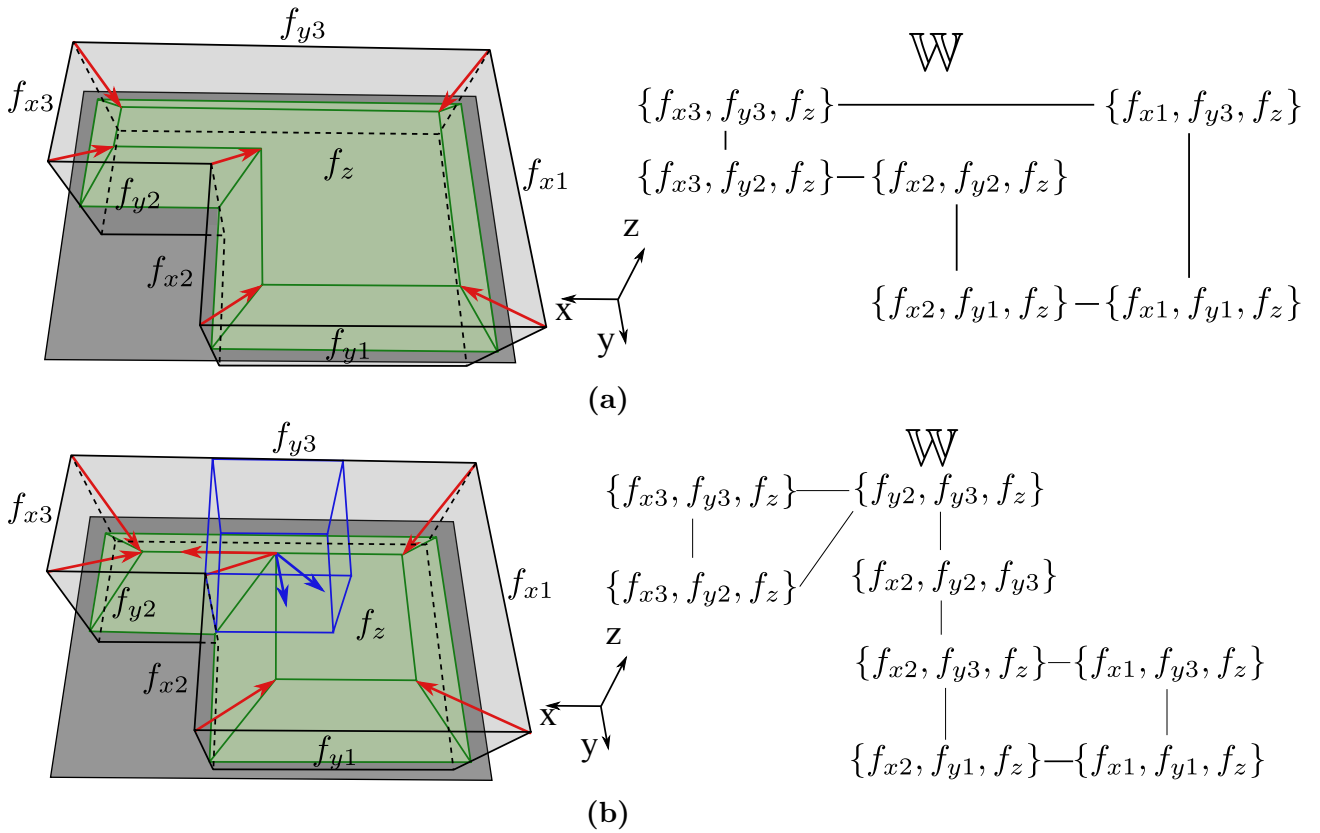 f_{y3}
𝕎
f_{x3}
{f_{x3}, f_{y3}, f_z} {f_{x1}, f_{y3}, f_z}
f_z
f_{x1}
{f_{x3}, f_{y2}, f_z} {f_{x2}, f_{y2}, f_z}
f_{y2}
z
f_{x2}
x
{f_{x2}, f_{y1}, f_z} {f_{x1}, f_{y1}, f_z}
f_{y1}
y
(a)
f_{y3}
𝕎
f_{x3}
{f_{x3}, f_{y3}, f_z} {f_{y2}, f_{y3}, f_z}
f_{x1}
{f_{x3}, f_{y2}, f_z} {f_{x2}, f_{y2}, f_{y3}}
f_{y2}
f_z
z
f_{x2}
{f_{x2}, f_{y3}, f_z} {f_{x1}, f_{y3}, f_z}
x
f_{y1}
y
{f_{x2}, f_{y1}, f_z} {f_{x1}, f_{y1}, f_z}
(b)